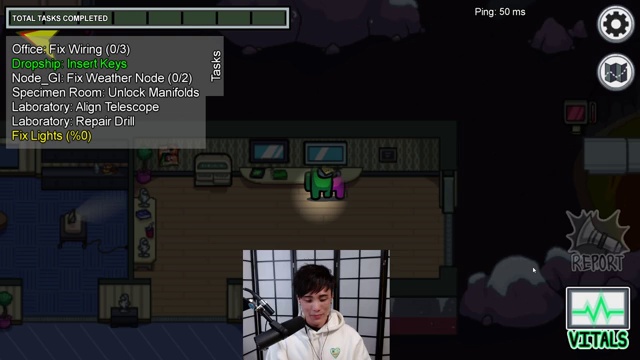 TOTAL TASKS COMPLETED
Ping: 50 ms
Office: Fix Wiring (0/3)
Dropship: Insert Keys
Node_GI: Fix Weather Node (0/2)
Specimen Room: Unlock Manifolds
Laboratory: Align Telescope
Laboratory: Repair Drill
Fix Lights (%0)
Tasks
REPORT
VITALS